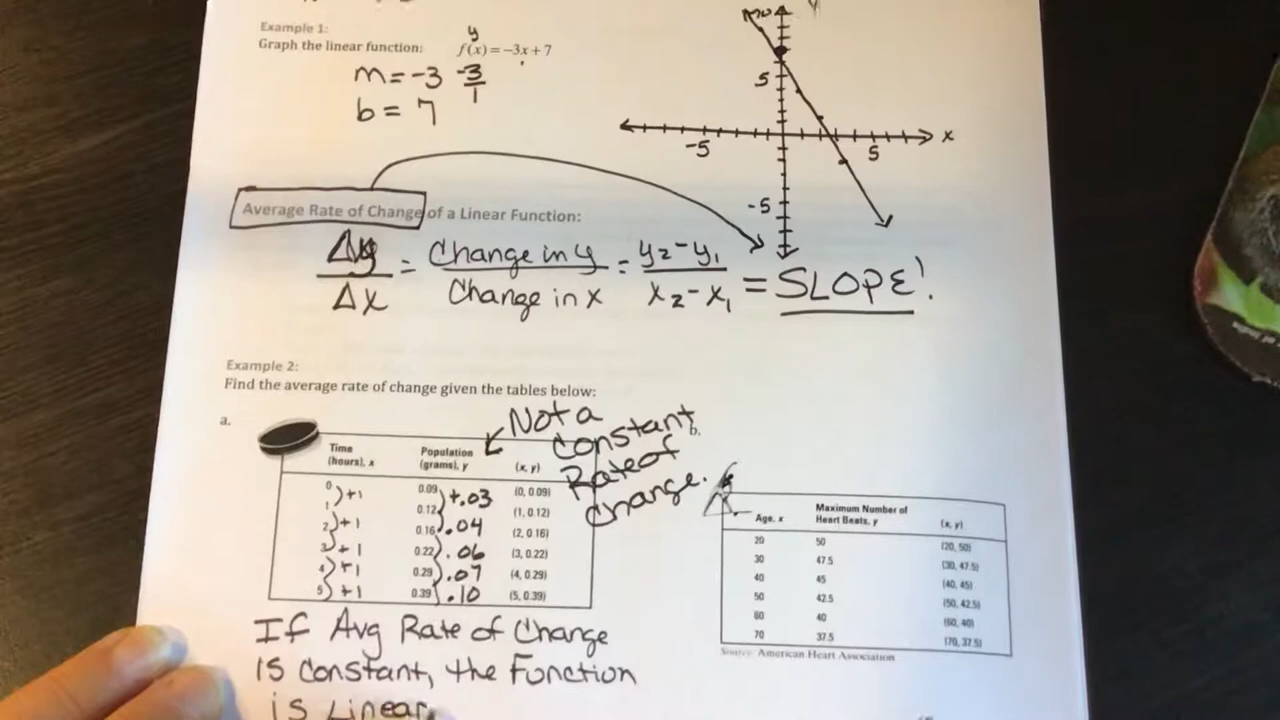 Example 1:
Graph the linear function: f(x) = -3x + 7
y
m = -3 -3/1
b = 7
y
10
5
-5
5
x
-5
Average Rate of Change of a Linear Function:
Δy/Δx = Change in y/Change in x = y₂-y₁/x₂-x₁ = SLOPE!
Example 2:
Find the average rate of change given the tables below:
a.
Not a
Constant
Rate of
Change.
Time (hours), x Population (grams), y (x, y)
0 0.09 (0, 0.09)
)+1 )+.03
1 0.12 (1, 0.12)
2 )+1 0.16 ).04 (2, 0.16)
3 )+1 0.22 ).06 (3, 0.22)
4 )+1 0.29 ).07 (4, 0.29)
5 )+1 0.39 ).10 (5, 0.39)
If Avg Rate of Change
is constant, the Function
is Linear.
b.
Age, x Maximum Number of Heart Beats, y (x, y)
20 50 (20, 50)
30 47.5 (30, 47.5)
40 45 (40, 45)
50 42.5 (50, 42.5)
60 40 (60, 40)
70 37.5 (70, 37.5)
Source: American Heart Association